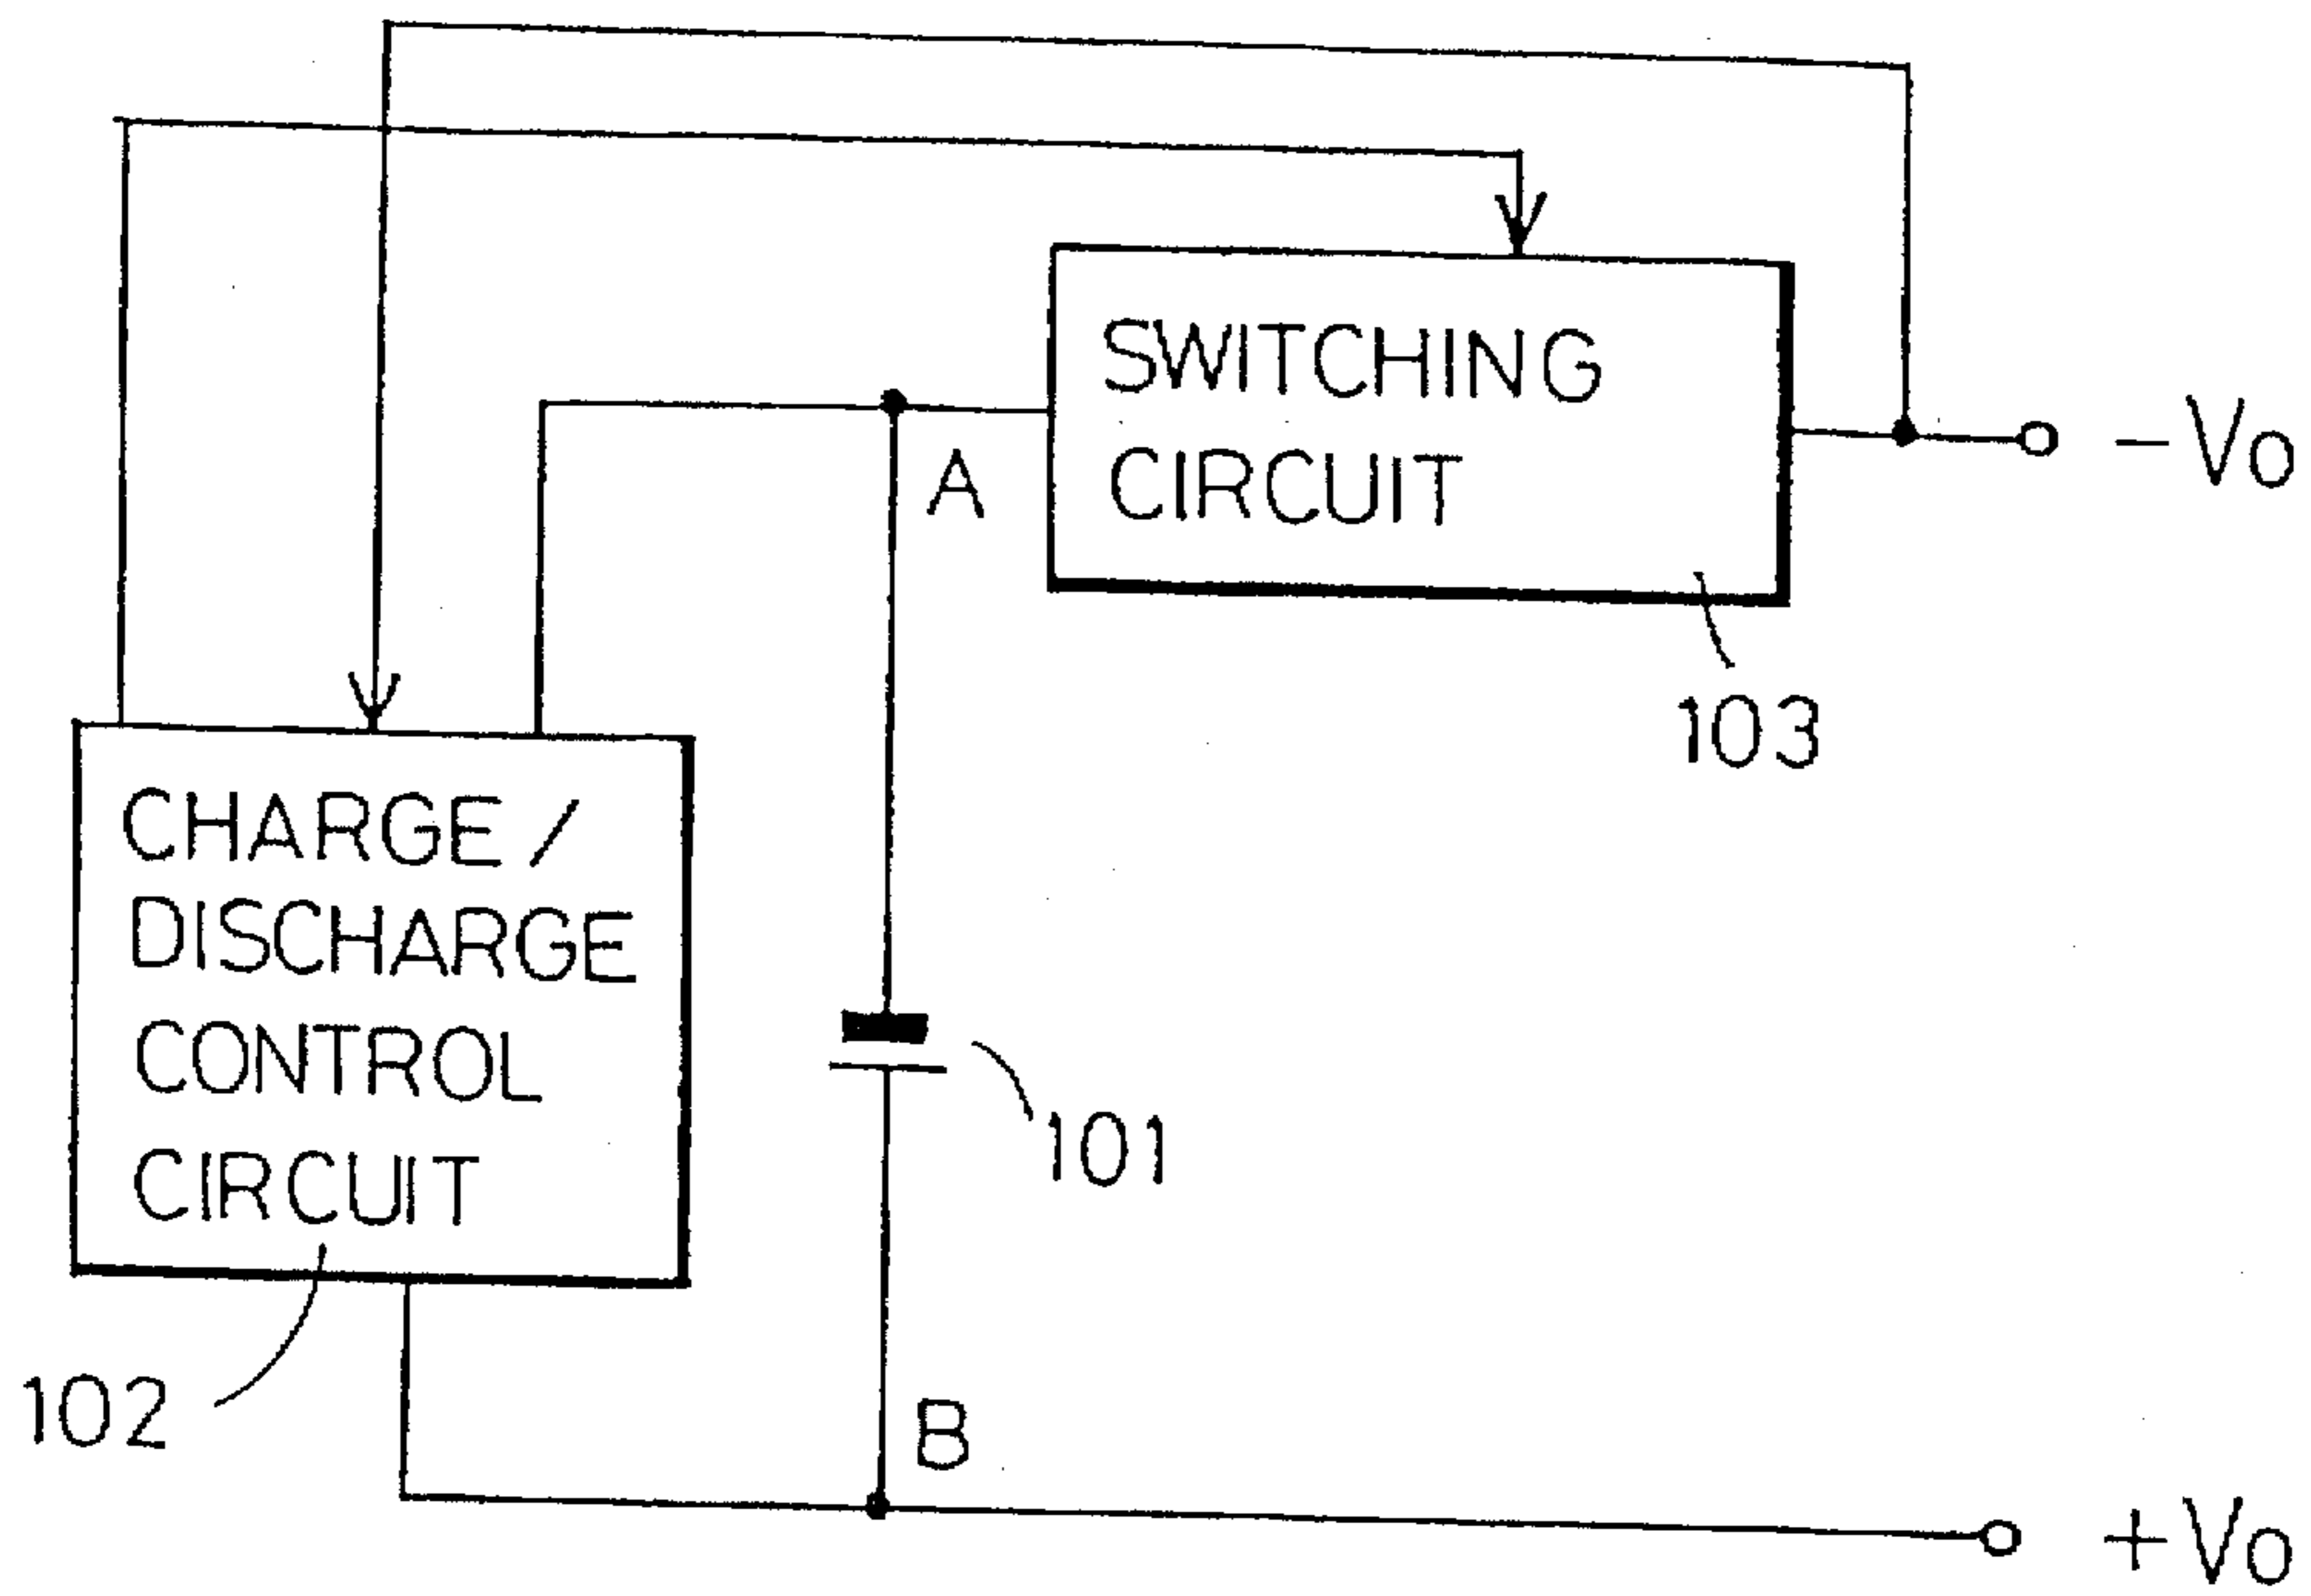 SWITCHING
CIRCUIT
A
-Vo
103
CHARGE/
DISCHARGE
CONTROL
CIRCUIT
101
102
B
+Vo